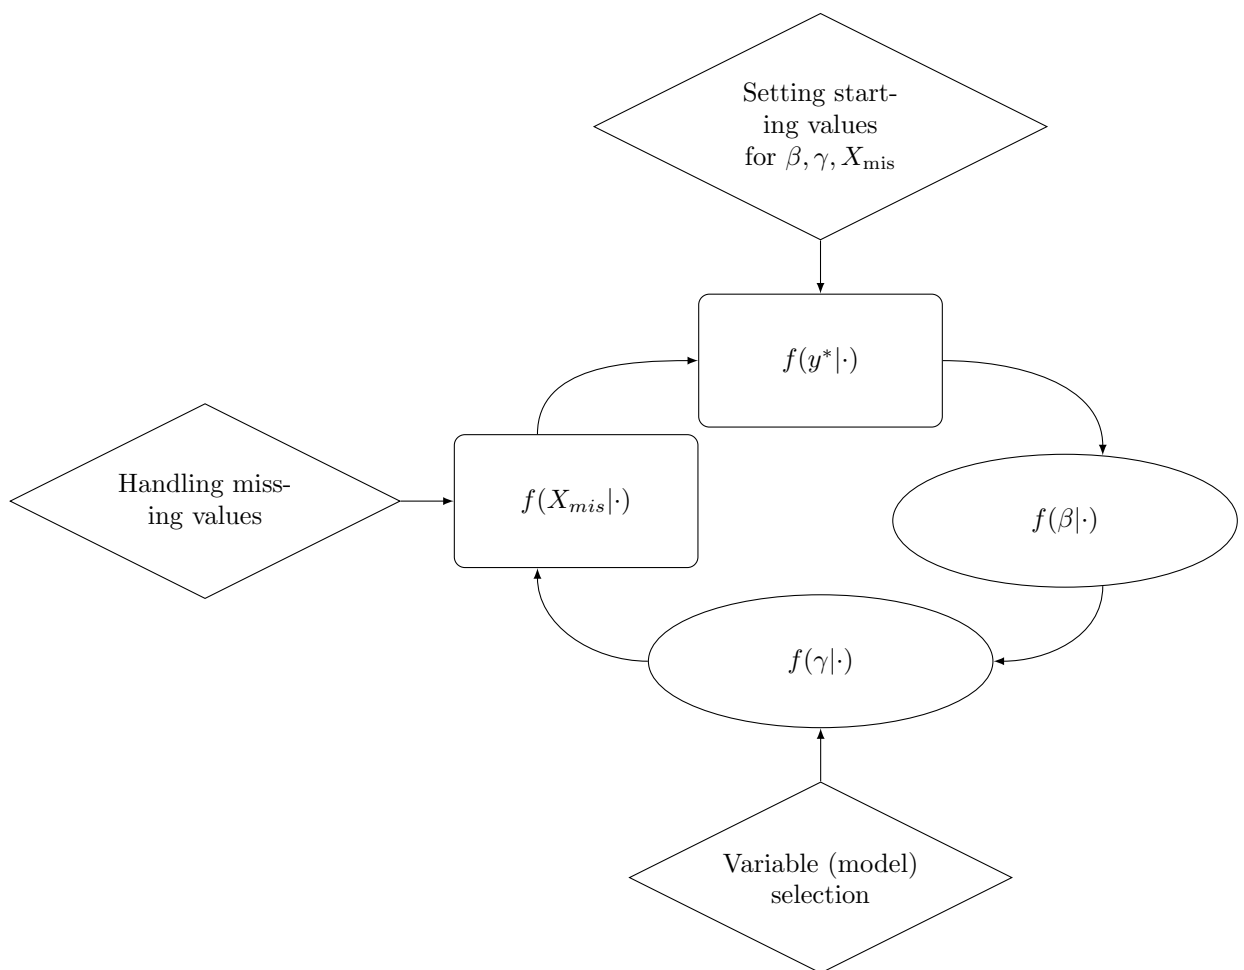 Setting start-
ing values
for β, γ, X_mis
f(y*|·)
Handling miss-
ing values
f(X_mis|·)
f(β|·)
f(γ|·)
Variable (model)
selection